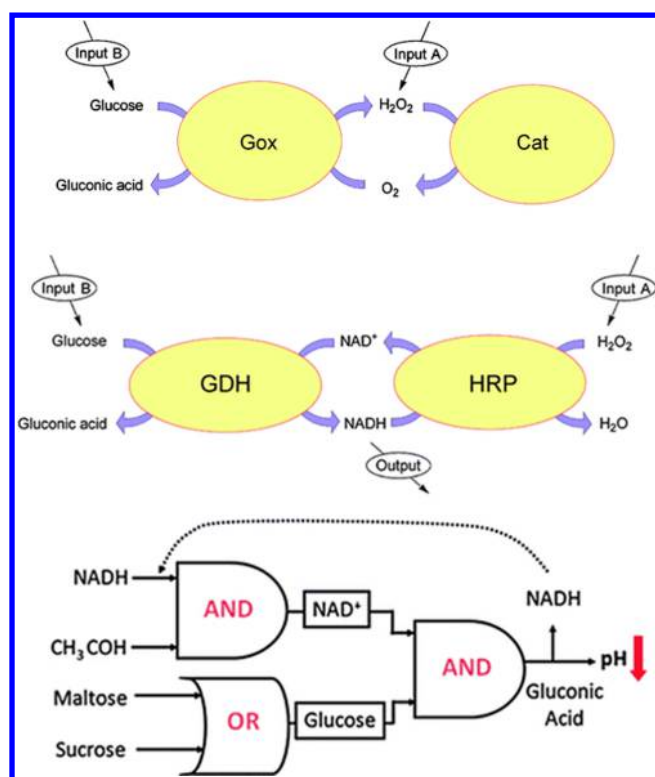 Input B
Input A
Glucose
H₂O₂
Gox
Cat
Gluconic acid
O₂
Input B
Input A
Glucose
NAD⁺
H₂O₂
GDH
HRP
Gluconic acid
NADH
H₂O
Output
NADH
AND
NAD⁺
NADH
CH₃COH
AND
pH
Maltose
Gluconic
Acid
OR
Glucose
Sucrose